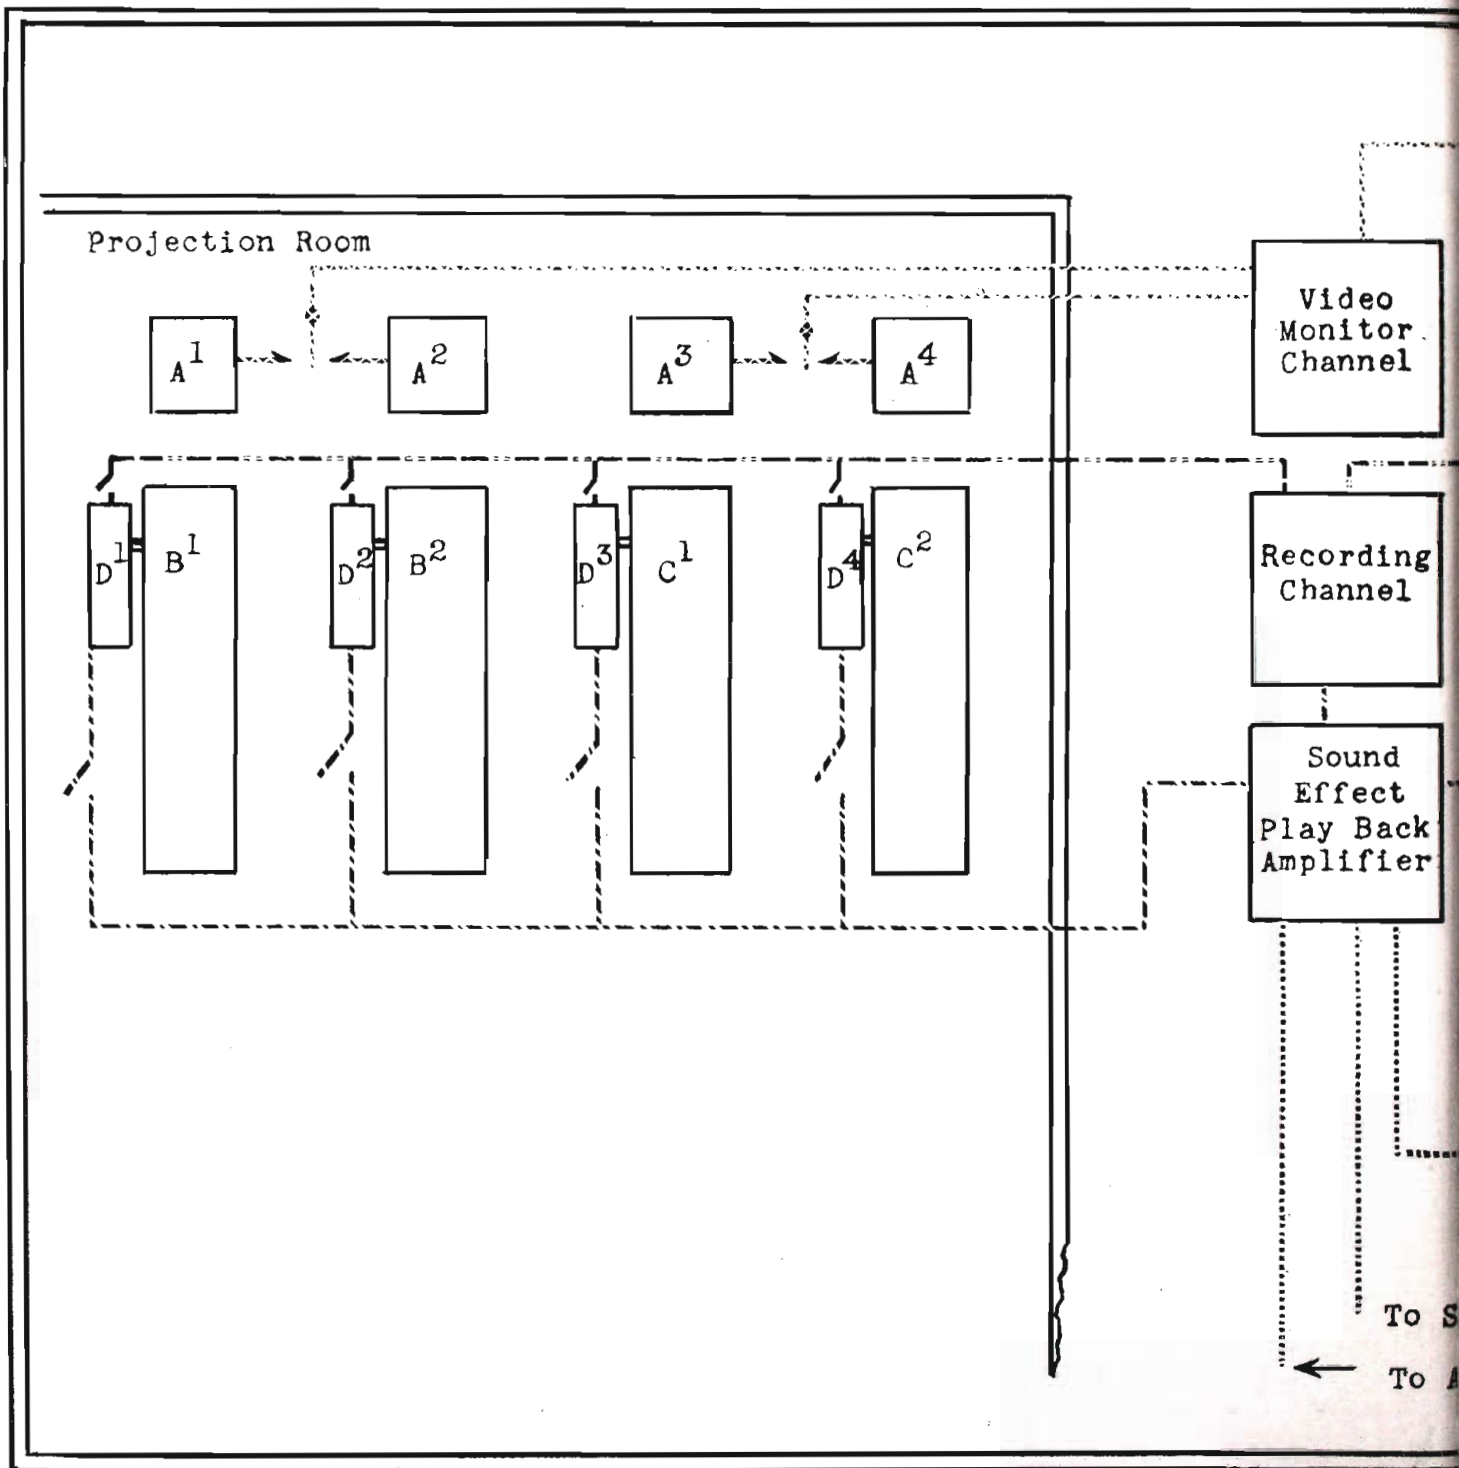 Projection Room
Video
Monitor
Channel
A1 A2 A3 A4
D1 B1 D2 B2 D3 C1 D4 C2
Recording
Channel
Sound
Effect
Play Back
Amplifier
To
To